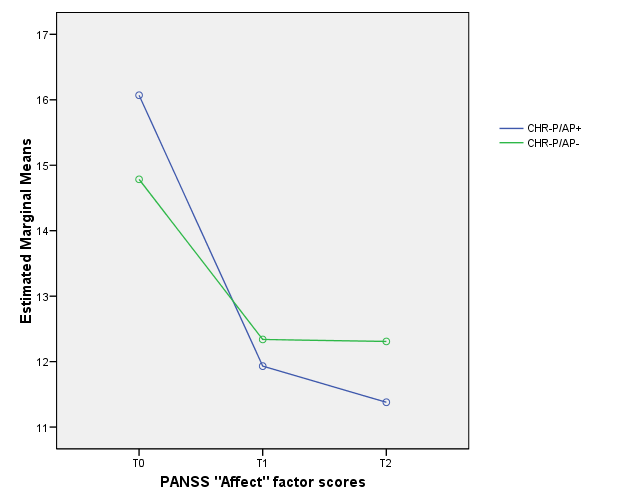 17
16
15
14
13
12
11
Estimated Marginal Means
T0 T1 T2
PANSS "Affect" factor scores
CHR-P/AP+
CHR-P/AP-